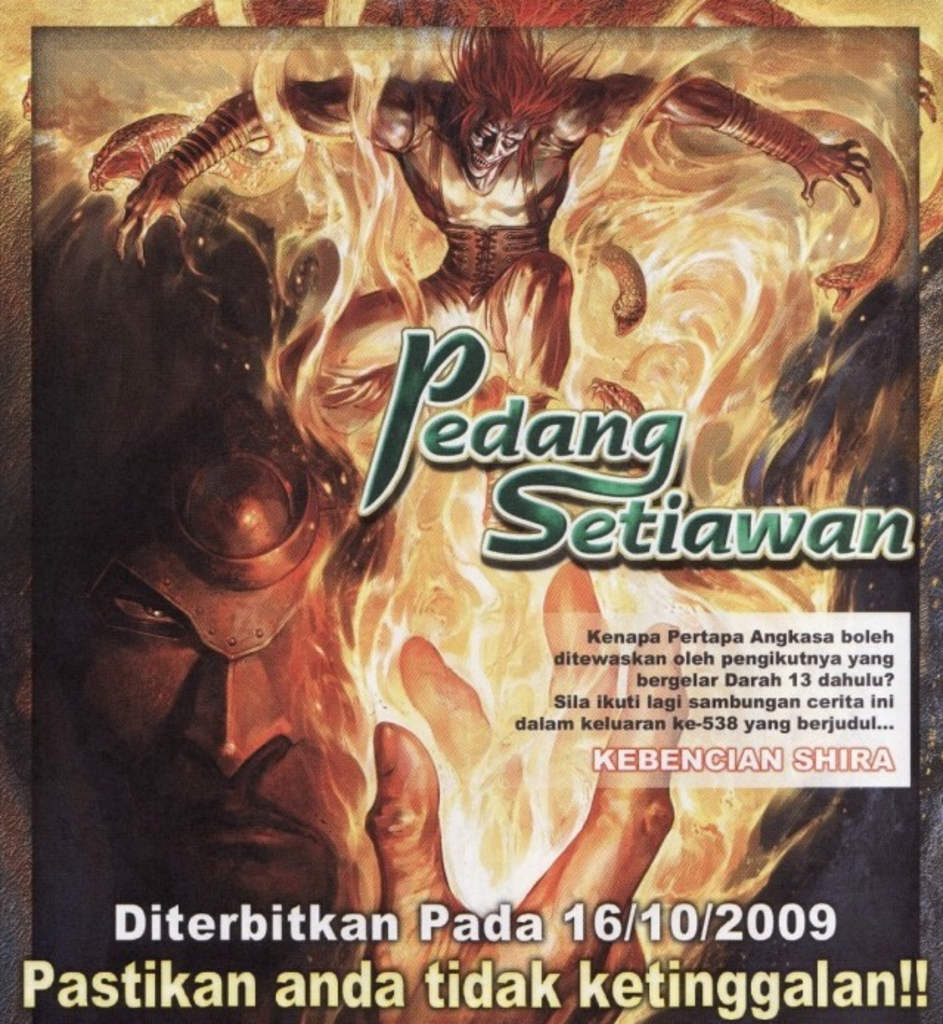 Pedang
Setiawan
Kenapa Pertapa Angkasa boleh
ditewaskan oleh pengikutnya yang
bergelar Darah 13 dahulu?
Sila ikuti lagi sambungan cerita ini
dalam keluaran ke-538 yang berjudul...
KEBENCIAN SHIRA
Diterbitkan Pada 16/10/2009
Pastikan anda tidak ketinggalan!!